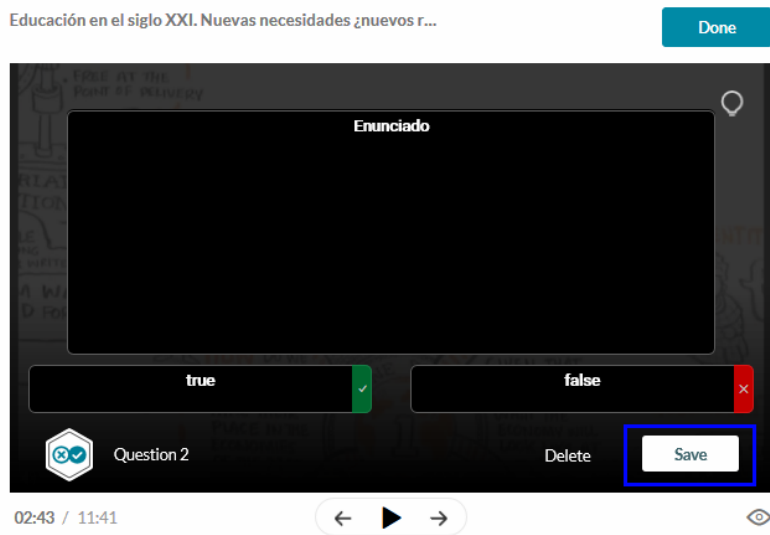 Educación en el siglo XXI. Nuevas necesidades ¿nuevos r...
Done
FREE AT THE
POINT OF DELIVERY
Enunciado
true
false
Question 2
Delete
Save
02:43 / 11:41